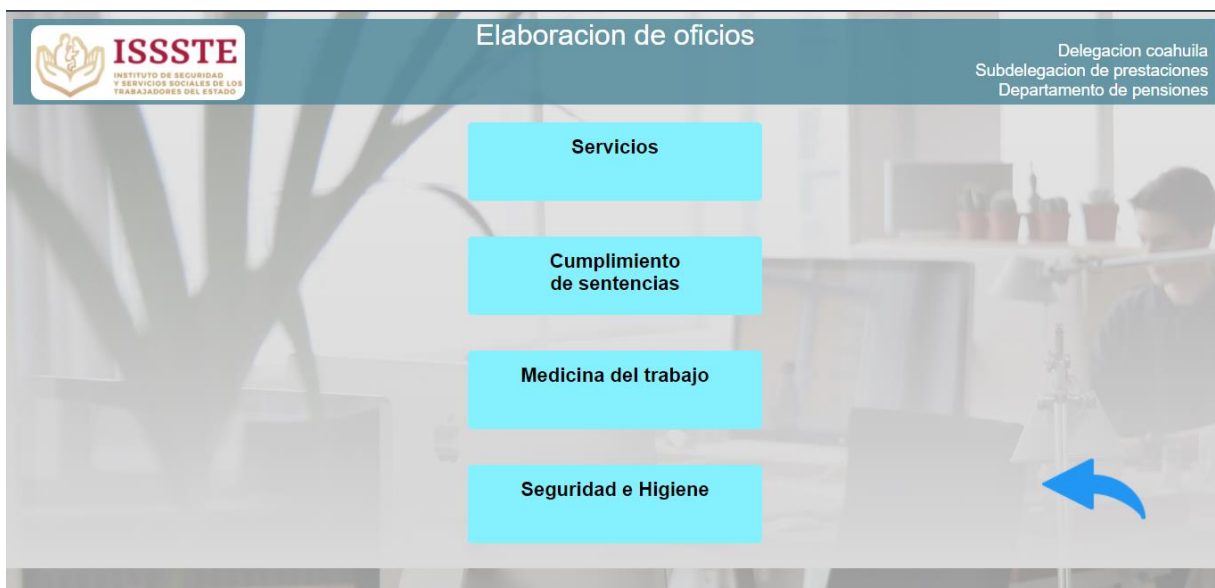 ISSSTE
INSTITUTO DE SEGURIDAD
Y SERVICIOS SOCIALES DE LOS
TRABAJADORES DEL ESTADO
Elaboracion de oficios
Delegacion coahuila
Subdelegacion de prestaciones
Departamento de pensiones
Servicios
Cumplimiento
de sentencias
Medicina del trabajo
Seguridad e Higiene